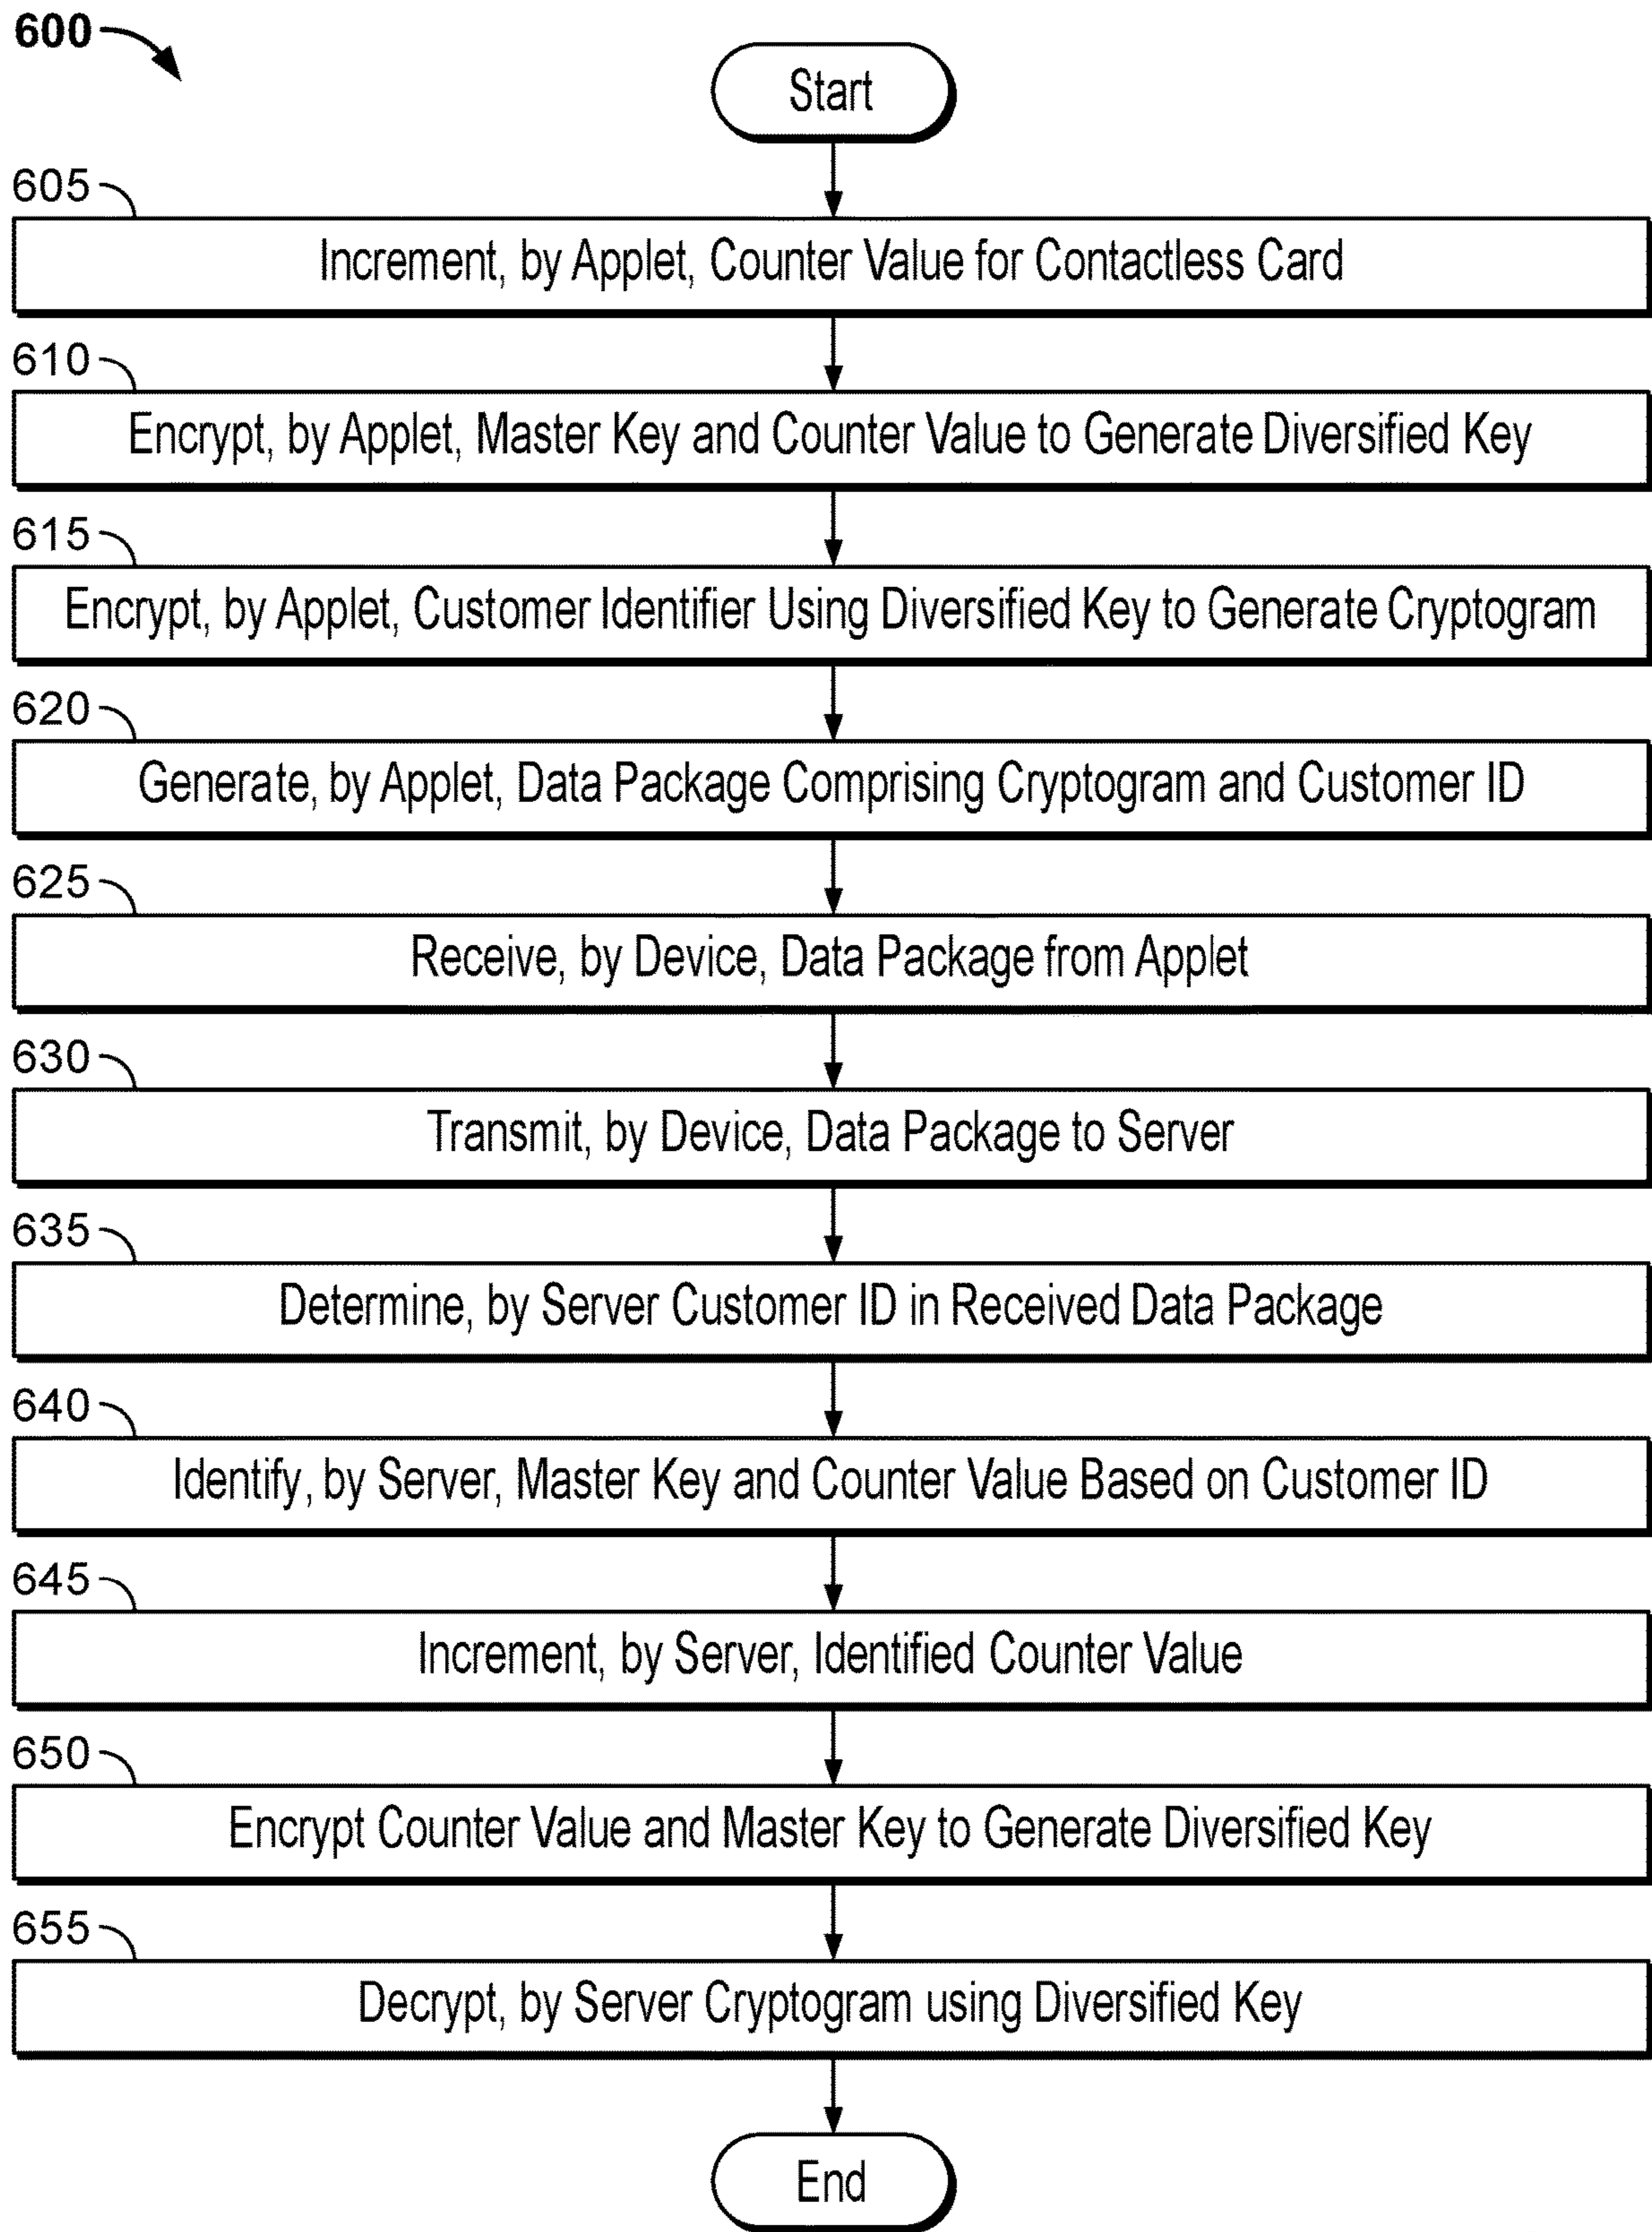 600
Start
605
Increment, by Applet, Counter Value for Contactless Card
610
Encrypt, by Applet, Master Key and Counter Value to Generate Diversified Key
615
Encrypt, by Applet, Customer Identifier Using Diversified Key to Generate Cryptogram
620
Generate, by Applet, Data Package Comprising Cryptogram and Customer ID
625
Receive, by Device, Data Package from Applet
630
Transmit, by Device, Data Package to Server
635
Determine, by Server Customer ID in Received Data Package
640
Identify, by Server, Master Key and Counter Value Based on Customer ID
645
Increment, by Server, Identified Counter Value
650
Encrypt Counter Value and Master Key to Generate Diversified Key
655
Decrypt, by Server Cryptogram using Diversified Key
End